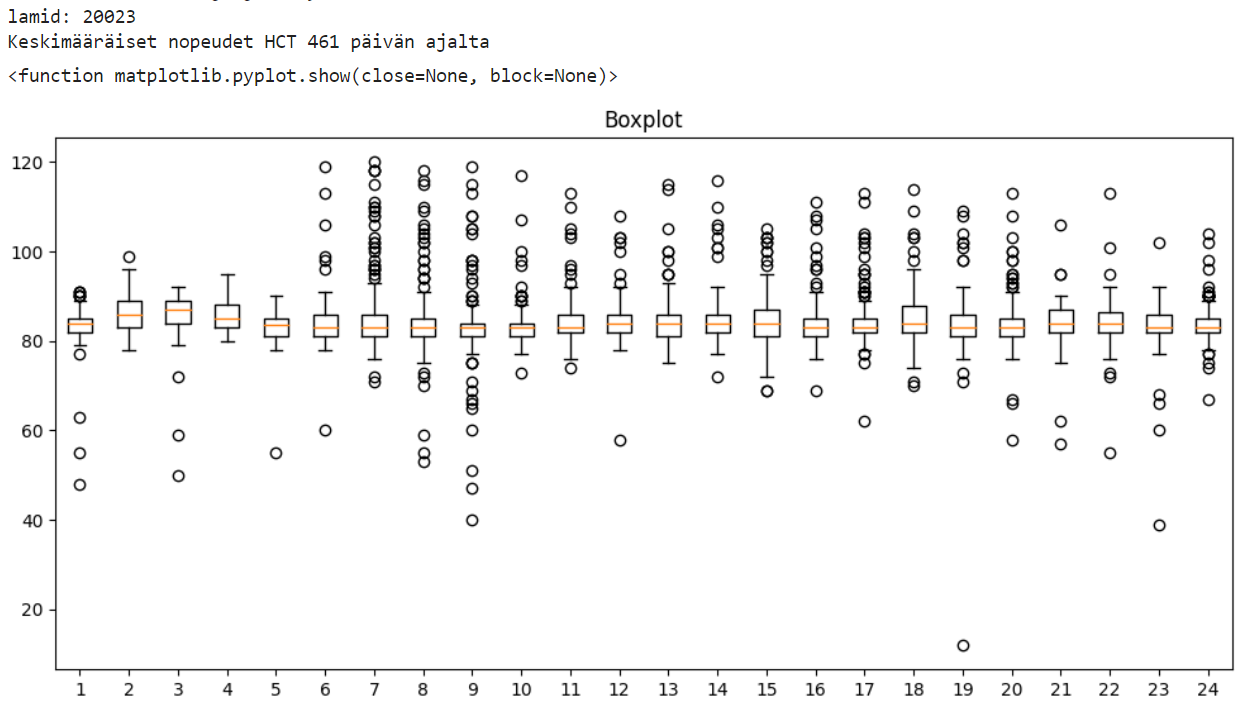 lamid: 20023
Keskimääräiset nopeudet HCT 461 päivän ajalta
<function matplotlib.pyplot.show(close=None, block=None)>
Boxplot
120
100
80
60
40
20
1 2 3 4 5 6 7 8 9 10 11 12 13 14 15 16 17 18 19 20 21 22 23 24